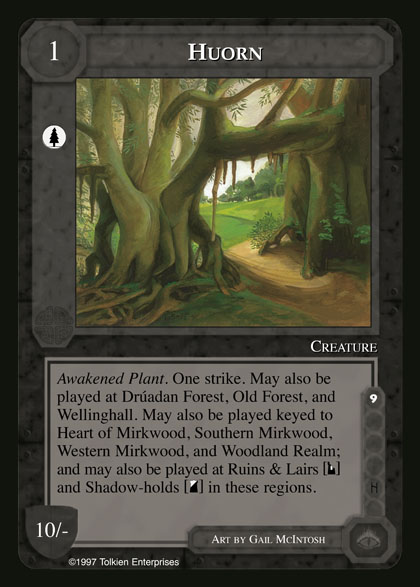 1
HUORN
CREATURE
Awakened Plant. One strike. May also be
played at Drúadan Forest, Old Forest, and
Wellinghall. May also be played keyed to
Heart of Mirkwood, Southern Mirkwood,
Western Mirkwood, and Woodland Realm;
and may also be played at Ruins & Lairs []
and Shadow-holds [] in these regions.
9
10/-
ART BY GAIL MCINTOSH
©1997 Tolkien Enterprises